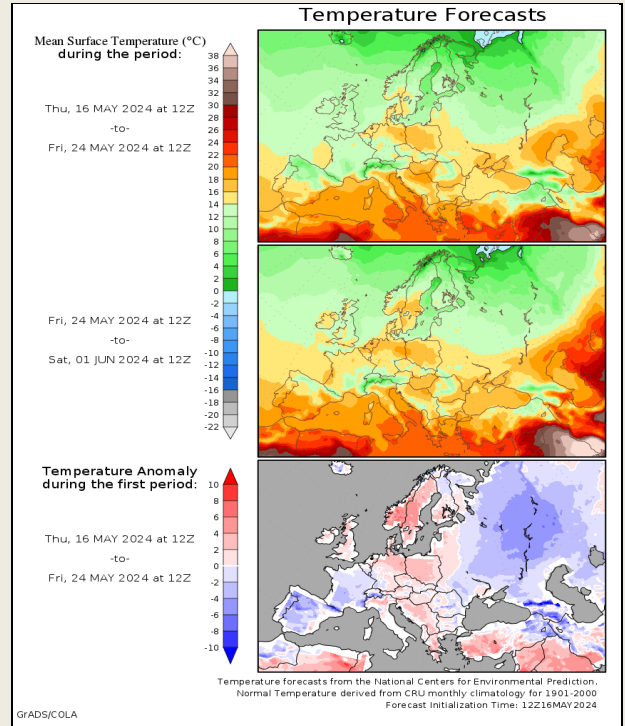 Temperature Forecasts
Mean Surface Temperature (°C)
during the period:
Thu, 16 MAY 2024 at 12Z
-to-
Fri, 24 MAY 2024 at 12Z
38
36
34
32
30
28
26
24
22
20
18
16
14
12
10
8
6
4
2
0
-2
-4
-6
-8
-10
-12
-14
-16
-18
-20
-22
Fri, 24 MAY 2024 at 12Z
-to-
Sat, 01 JUN 2024 at 12Z
Temperature Anomaly
during the first period:
Thu, 16 MAY 2024 at 12Z
-to-
Fri, 24 MAY 2024 at 12Z
10
8
6
4
2
0
-2
-4
-6
-8
-10
Temperature forecasts from the National Centers for Environmental Prediction.
Normal Temperature derived from CRU monthly climatology for 1901-2000
Forecast Initialization Time: 12Z16MAY2024
GrADS/COLA